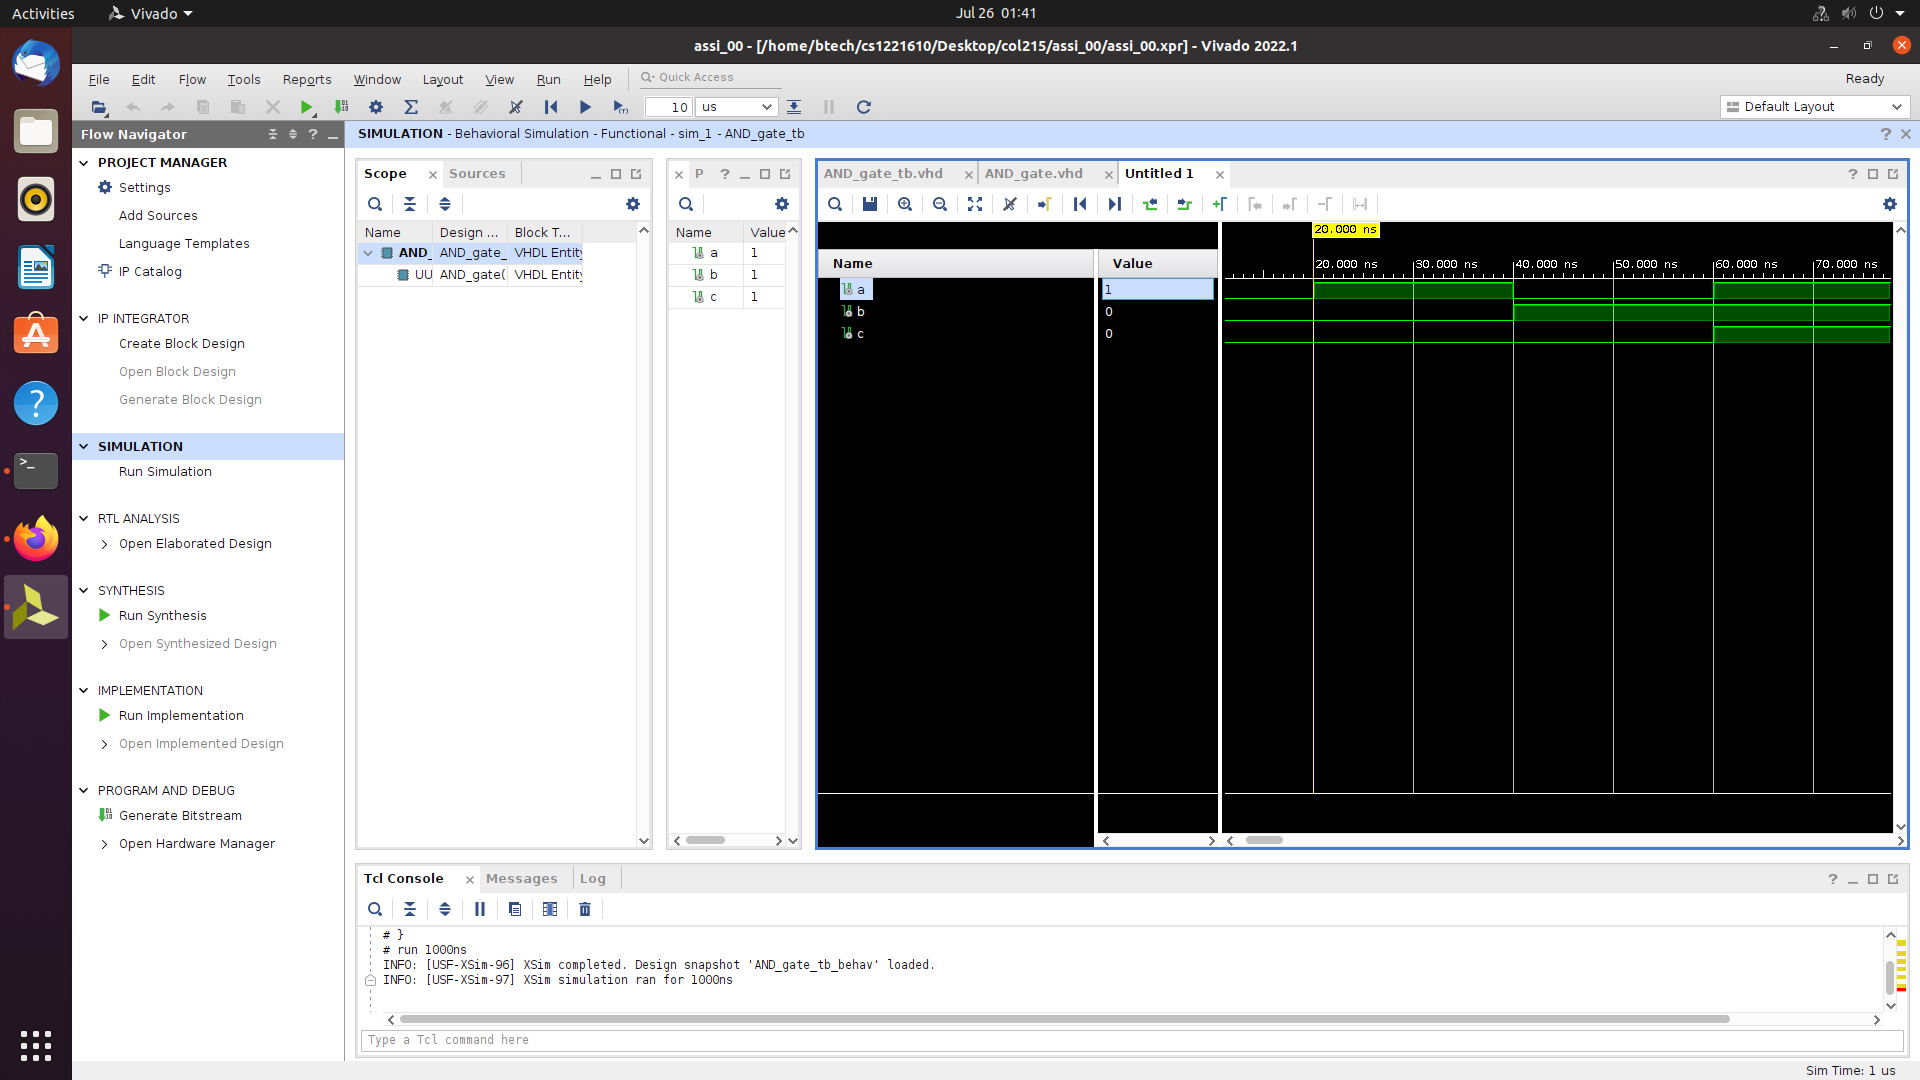 Activities
Vivado
Jul 26 01:41
assi_00 - [/home/btech/cs1221610/Desktop/col215/assi_00/assi_00.xpr] - Vivado 2022.1
File Edit Flow Tools Reports Window Layout View Run Help
Quick Access
Ready
10 us
Default Layout
Flow Navigator
PROJECT MANAGER
Settings
Add Sources
Language Templates
IP Catalog
IP INTEGRATOR
Create Block Design
Open Block Design
Generate Block Design
SIMULATION
Run Simulation
RTL ANALYSIS
Open Elaborated Design
SYNTHESIS
Run Synthesis
Open Synthesized Design
IMPLEMENTATION
Run Implementation
Open Implemented Design
PROGRAM AND DEBUG
Generate Bitstream
Open Hardware Manager
SIMULATION - Behavioral Simulation - Functional - sim_1 - AND_gate_tb
Scope
Sources
Name Design ... Block T...
AND_ AND_gate_ VHDL Entity
UU AND_gate( VHDL Entity
P
Name Value
a 1
b 1
c 1
AND_gate_tb.vhd
AND_gate.vhd
Untitled 1
20.000 ns
Name Value
20.000 ns 30.000 ns 40.000 ns 50.000 ns 60.000 ns 70.000 ns
a 1
b 0
c 0
Tcl Console
Messages
Log
# }
# run 1000ns
INFO: [USF-XSim-96] XSim completed. Design snapshot 'AND_gate_tb_behav' loaded.
INFO: [USF-XSim-97] XSim simulation ran for 1000ns
Type a Tcl command here
Sim Time: 1 us